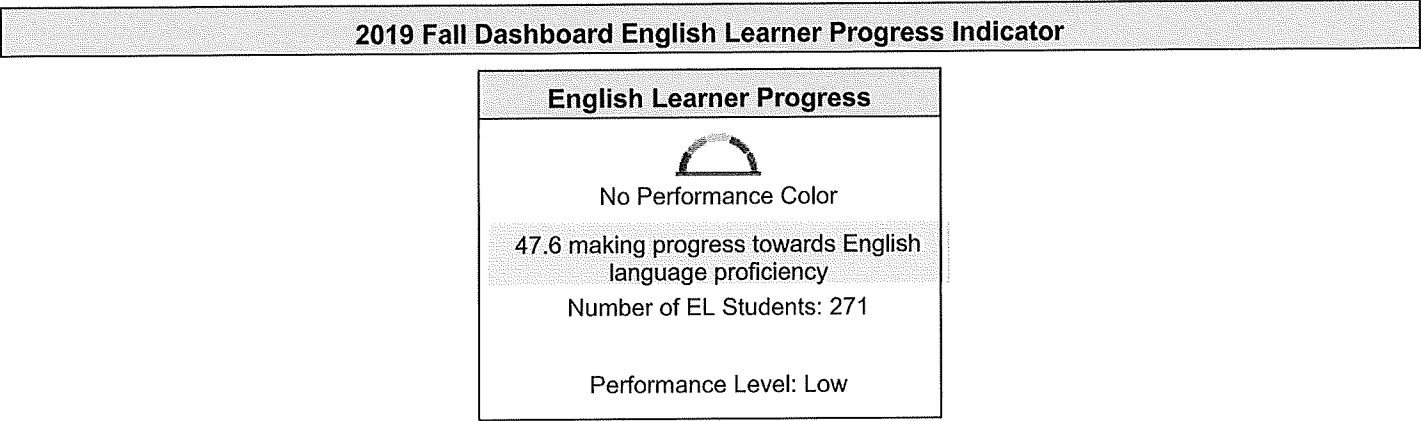 2019 Fall Dashboard English Learner Progress Indicator
English Learner Progress
No Performance Color
47.6 making progress towards English
language proficiency
Number of EL Students: 271
Performance Level: Low